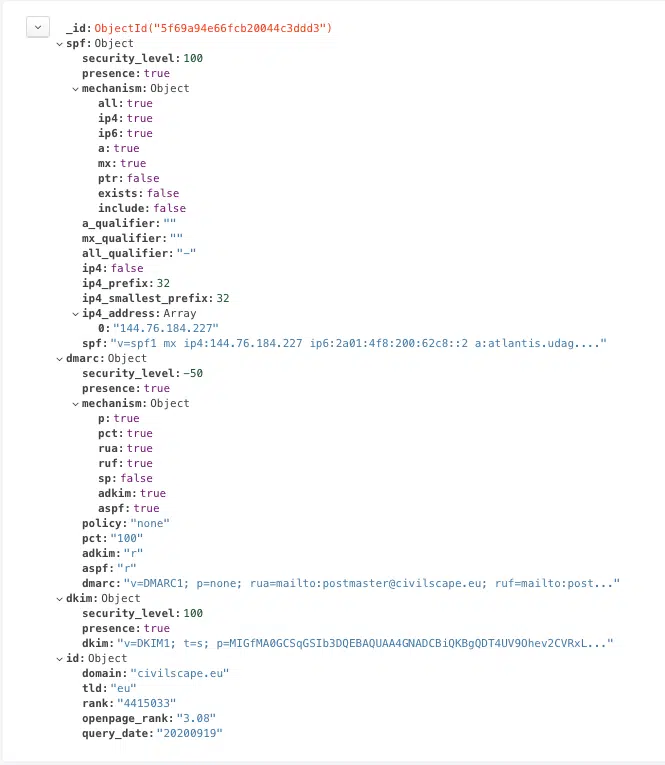 _id: ObjectId("5f69a94e66fcb20044c3ddd3")
spf: Object
security_level: 100
presence: true
mechanism: Object
all: true
ip4: true
ip6: true
a: true
mx: true
ptr: false
exists: false
include: false
a_qualifier: ""
mx_qualifier: ""
all_qualifier: "-"
ip4: false
ip4_prefix: 32
ip4_smallest_prefix: 32
ip4_address: Array
0: "144.76.184.227"
spf: "v=spf1 mx ip4:144.76.184.227 ip6:2a01:4f8:200:62c8::2 a:atlantis.udag...."
dmarc: Object
security_level: -50
presence: true
mechanism: Object
p: true
pct: true
rua: true
ruf: true
sp: false
adkim: true
aspf: true
policy: "none"
pct: "100"
adkim: "r"
aspf: "r"
dmarc: "v=DMARC1; p=none; rua=mailto:postmaster@civilscape.eu; ruf=mailto:post..."
dkim: Object
security_level: 100
presence: true
dkim: "v=DKIM1; t=s; p=MIGfMA0GCSqGSIb3DQEBAQUAA4GNADCBiQKBgQDT4UV9Ohev2CVRxL..."
id: Object
domain: "civilscape.eu"
tld: "eu"
rank: "4415033"
openpage_rank: "3.08"
query_date: "20200919"